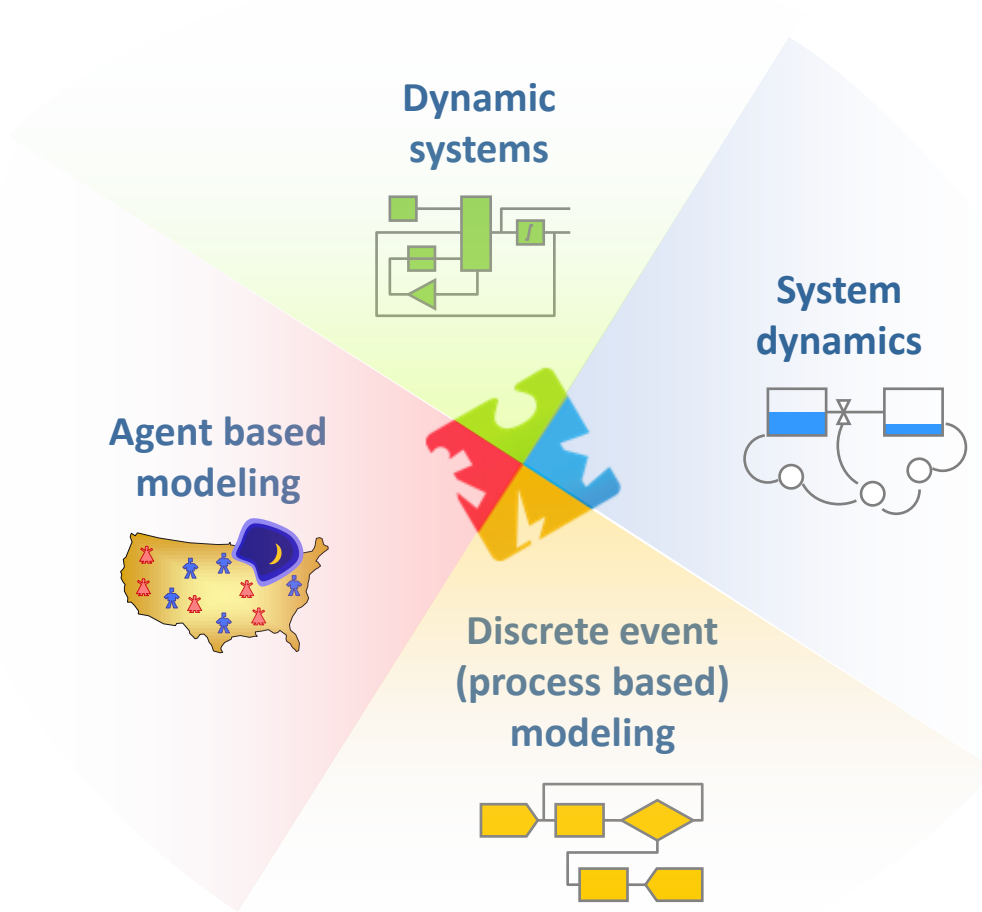 Dynamic
systems
System
dynamics
Agent based
modeling
Discrete event
(process based)
modeling